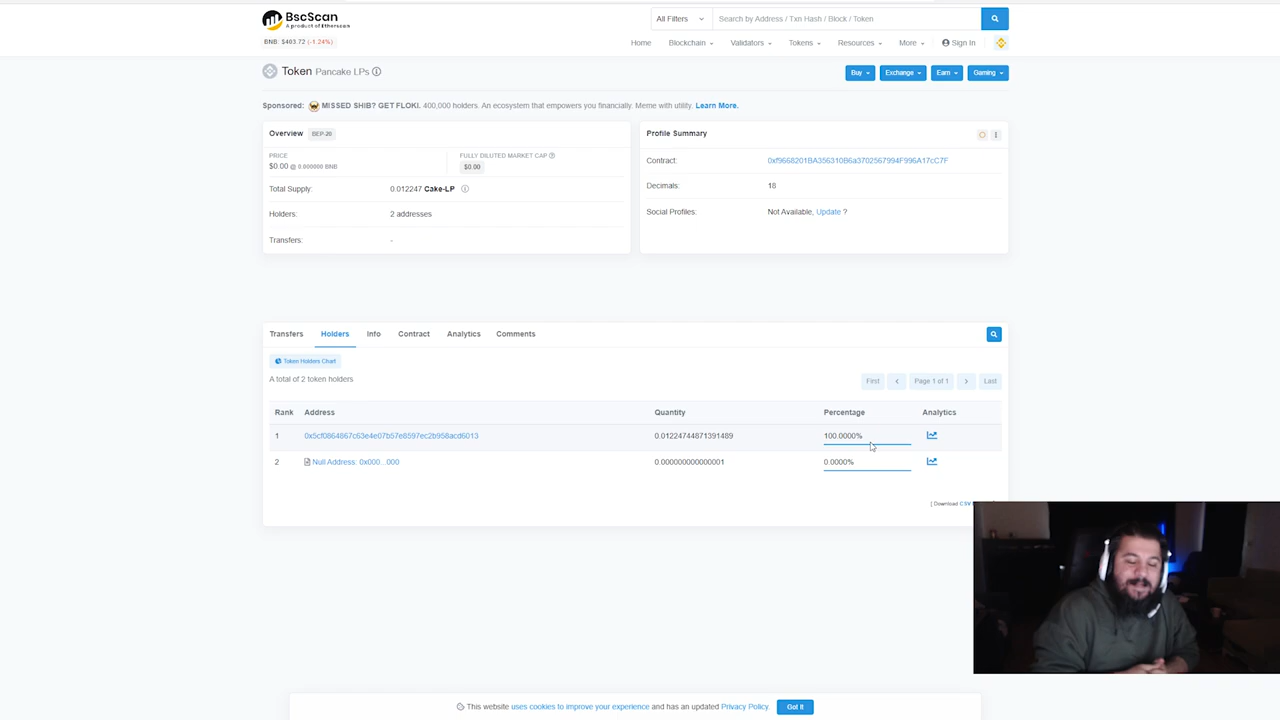 BscScan
A product of Etherscan
BNB: $403.72 (-1.24%)
All Filters
Search by Address / Txn Hash / Block / Token
Home Blockchain Validators Tokens Resources More Sign In
Token Pancake LPs
Buy Exchange Earn Gaming
Sponsored: MISSED SHIB? GET FLOKI. 400,000 holders. An ecosystem that empowers you financially. Meme with utility. Learn More.
Overview BEP-20
PRICE
$0.00 @ 0.000000 BNB
FULLY DILUTED MARKET CAP
$0.00
Total Supply: 0.012247 Cake-LP
Holders: 2 addresses
Transfers: -
Profile Summary
Contract: 0xf9668201BA356310B6a3702567994F996A17cC7F
Decimals: 18
Social Profiles: Not Available, Update ?
Transfers Holders Info Contract Analytics Comments
Token Holders Chart
A total of 2 token holders
First Page 1 of 1 Last
Rank Address Quantity Percentage Analytics
1 0x5cf0864867c63e4e07b57e8597ec2b958acd6013 0.01224744871391489 100.0000%
2 Null Address: 0x000...000 0.000000000000001 0.0000%
[ Download CSV
This website uses cookies to improve your experience and has an updated Privacy Policy. Got It